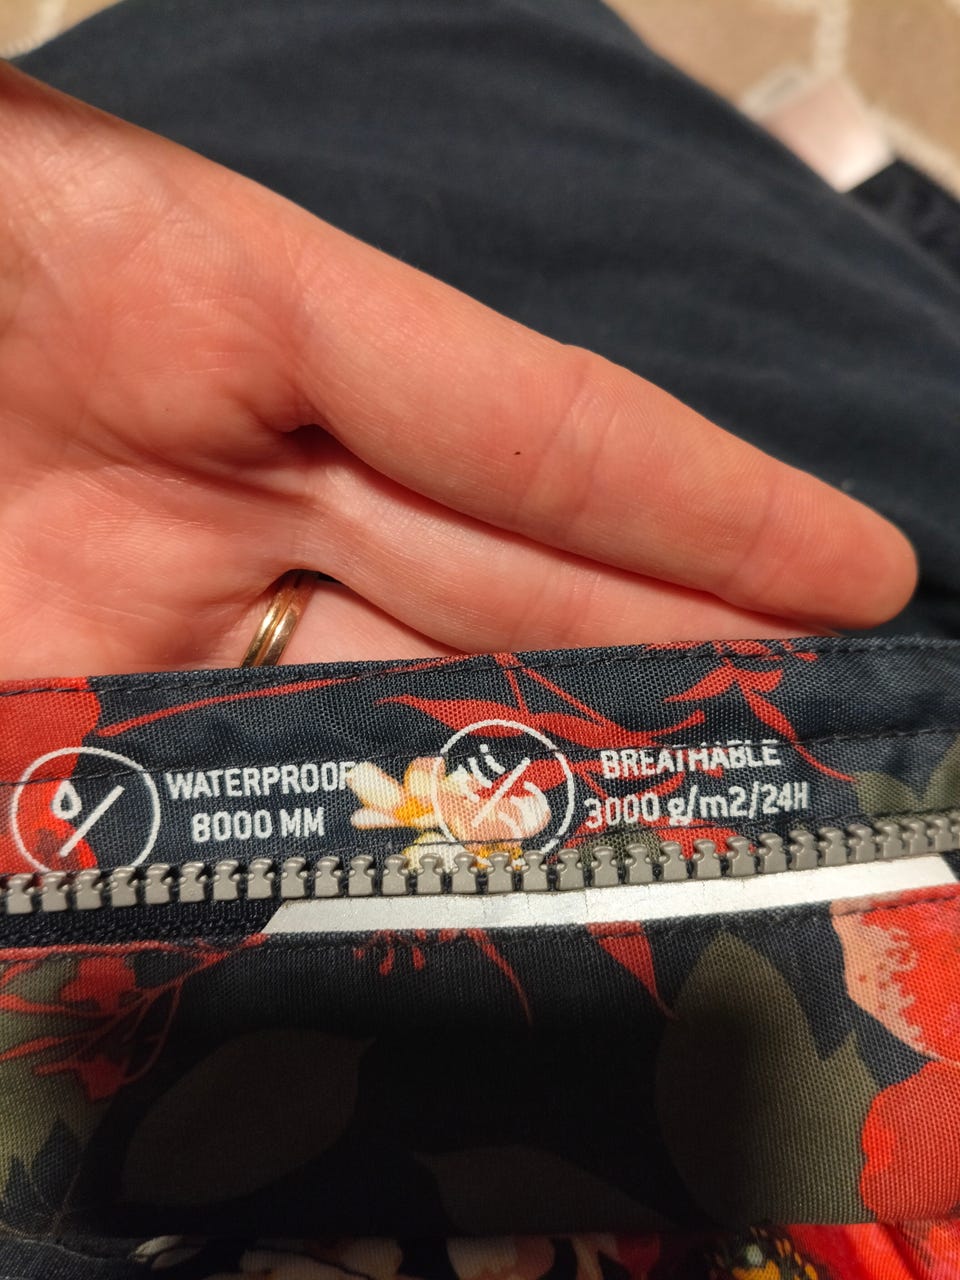 WATERPROOF
8000 MM
BREATHABLE
3000 g/m2/24H